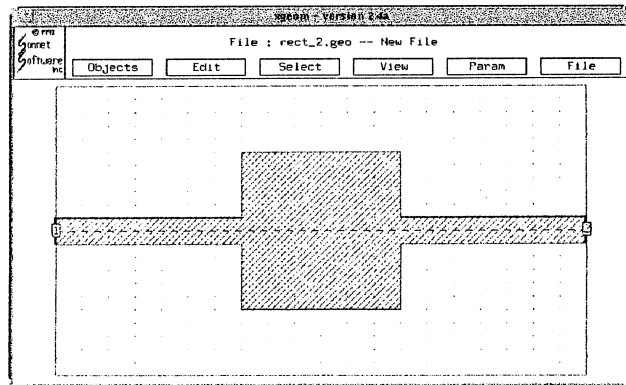 xgeom - version 2.4a
Sonnet
Software
Inc
File : rect_2.geo -- New File
Objects Edit Select View Param File
1 2